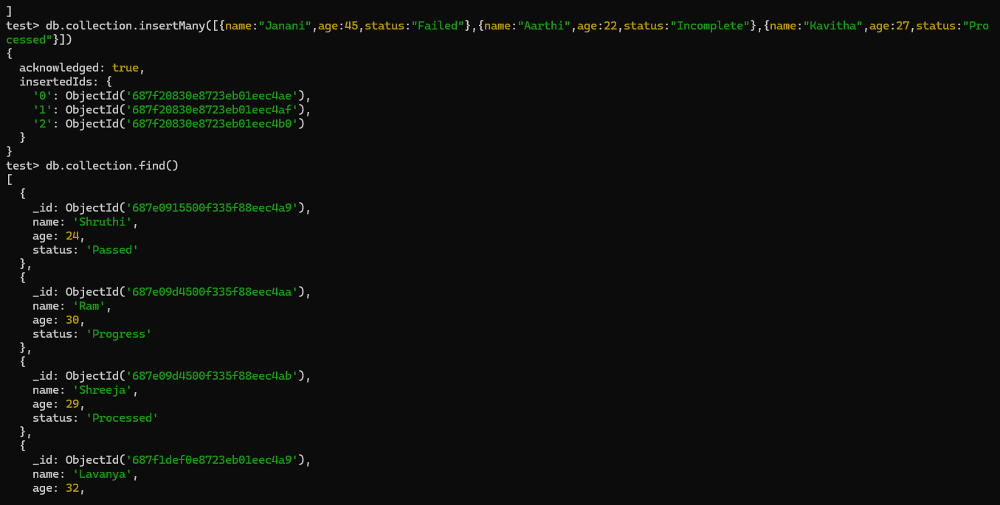 ]
test> db.collection.insertMany([{name:"Janani",age:45,status:"Failed"},{name:"Aarthi",age:22,status:"Incomplete"},{name:"Kavitha",age:27,status:"Pro
cessed"}])
{
  acknowledged: true,
  insertedIds: {
    '0': ObjectId('687f20830e8723eb01eec4ae'),
    '1': ObjectId('687f20830e8723eb01eec4af'),
    '2': ObjectId('687f20830e8723eb01eec4b0')
  }
}
test> db.collection.find()
[
  {
    _id: ObjectId('687e0915500f335f88eec4a9'),
    name: 'Shruthi',
    age: 24,
    status: 'Passed'
  },
  {
    _id: ObjectId('687e09d4500f335f88eec4aa'),
    name: 'Ram',
    age: 30,
    status: 'Progress'
  },
  {
    _id: ObjectId('687e09d4500f335f88eec4ab'),
    name: 'Shreeja',
    age: 29,
    status: 'Processed'
  },
  {
    _id: ObjectId('687f1def0e8723eb01eec4a9'),
    name: 'Lavanya',
    age: 32,